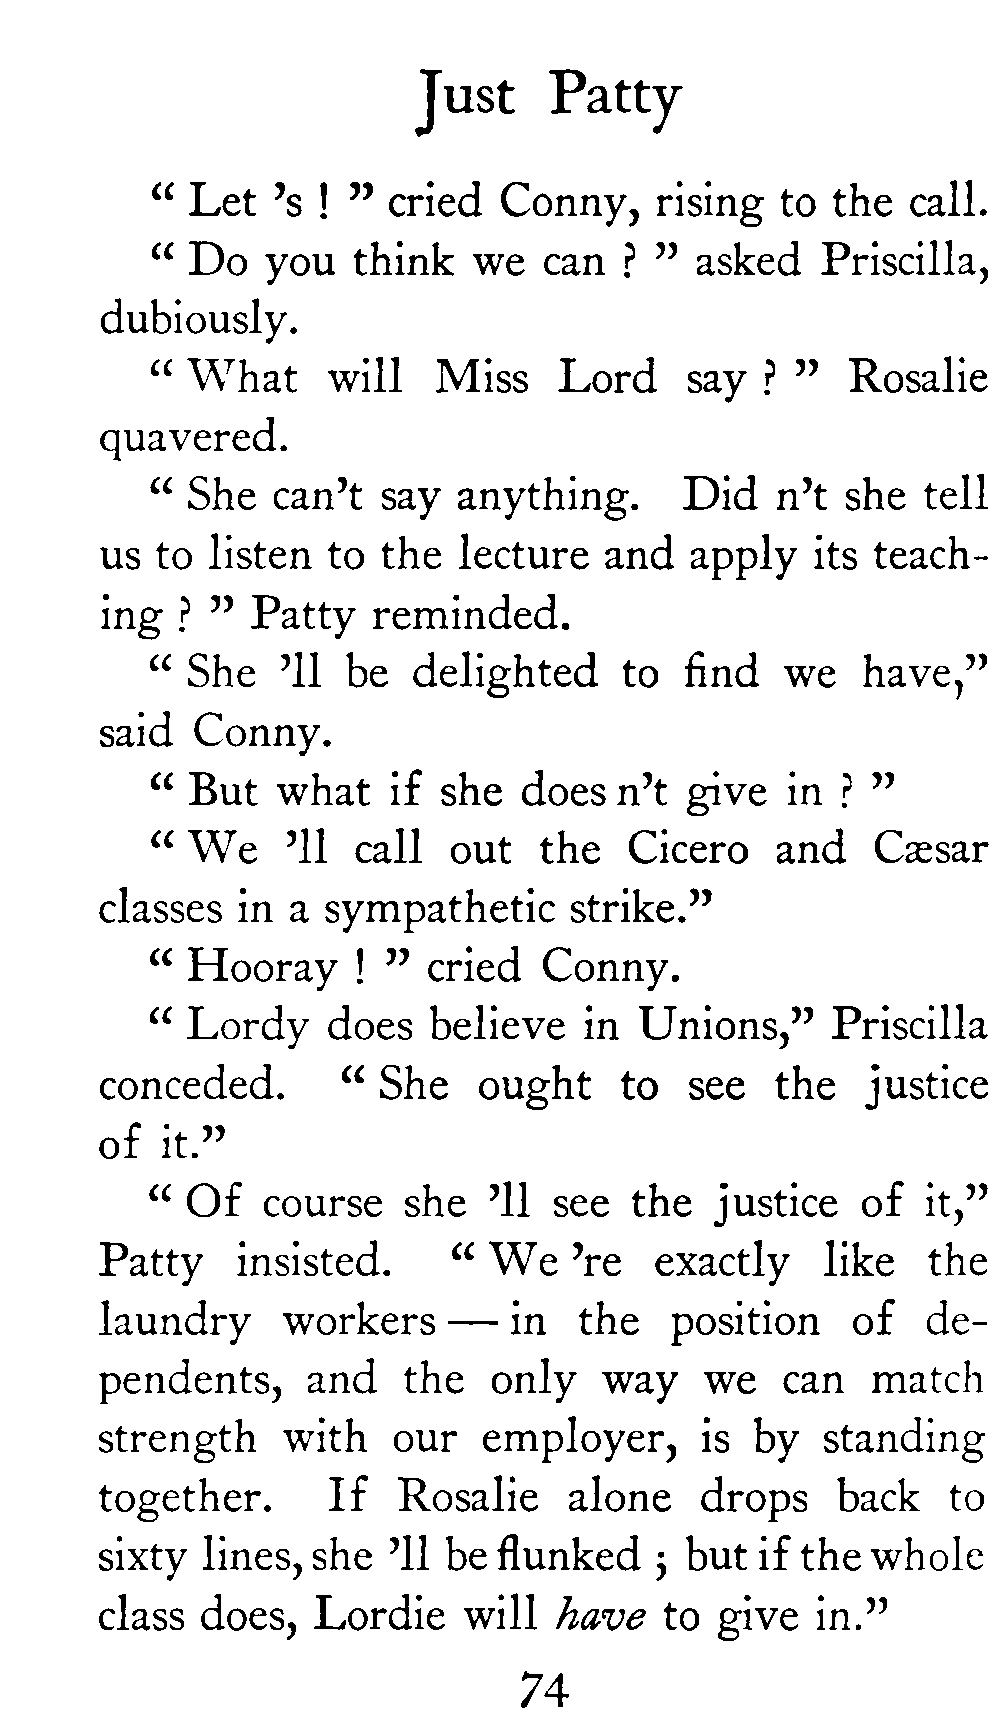 Just Patty
“ Let ’s ! ” cried Conny, rising to the call.
“ Do you think we can ? ” asked Priscilla,
dubiously.
“ What will Miss Lord say ? ” Rosalie
quavered.
“ She can’t say anything. Did n’t she tell
us to listen to the lecture and apply its teach-
ing ? ” Patty reminded.
“ She ’ll be delighted to find we have,”
said Conny.
“ But what if she does n’t give in ? ”
“ We ’ll call out the Cicero and Cæsar
classes in a sympathetic strike.”
“ Hooray ! ” cried Conny.
“ Lordy does believe in Unions,” Priscilla
conceded. “ She ought to see the justice
of it.”
“ Of course she ’ll see the justice of it,”
Patty insisted. “ We ’re exactly like the
laundry workers — in the position of de-
pendents, and the only way we can match
strength with our employer, is by standing
together. If Rosalie alone drops back to
sixty lines, she ’ll be flunked ; but if the whole
class does, Lordie will have to give in.”
74